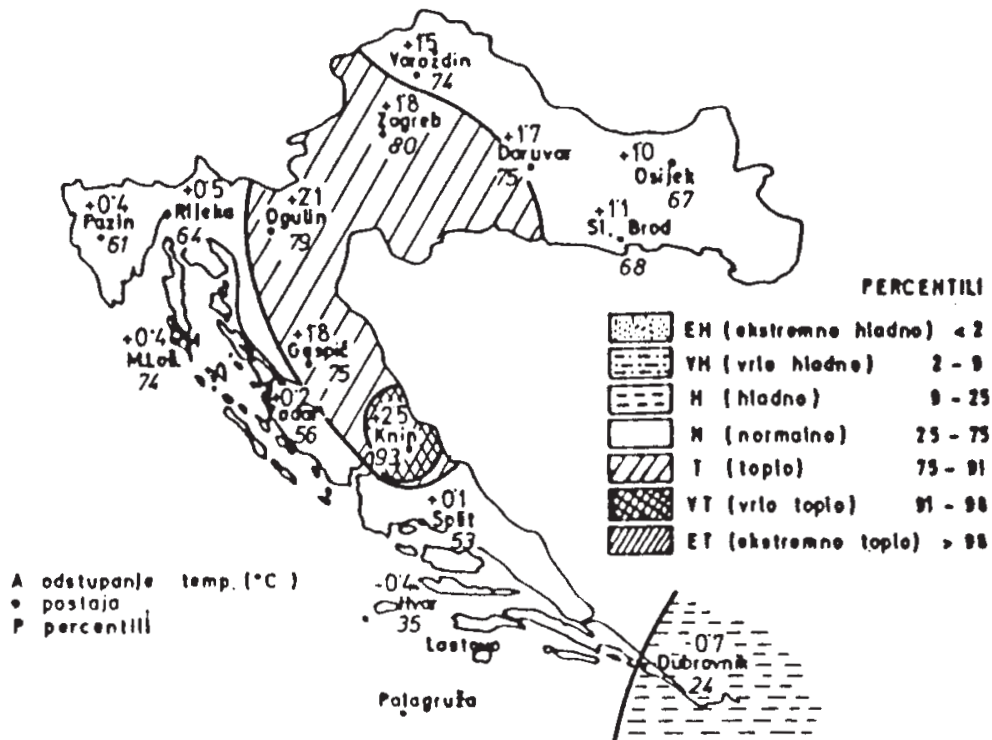 +1.5
Varaždin
74
+1.8
Zagreb
80
+1.7
Daruvar
75
+1.0
Osijek
67
+1.1
Sl. Brod
68
+0.4
Pazin
61
+0.5
Rijeka
64
+2.1
Ogulin
79
+0.4
M.Loš.
74
+1.8
Gospić
75
+0.2
Zadar
56
+2.5
Knin
93
+0.1
Split
53
-0.4
Hvar
35
Lastovo
Palagruža
-0.7
Dubrovnik
24
PERCENTILI
EH (ekstremno hladno) < 2
VH (vrlo hladno) 2 - 9
H (hladno) 9 - 25
N (normalno) 25 - 75
T (toplo) 75 - 91
VT (vrlo toplo) 91 - 98
ET (ekstremno toplo) > 98
A odstupanje temp. (°C )
• postaja
P percentili